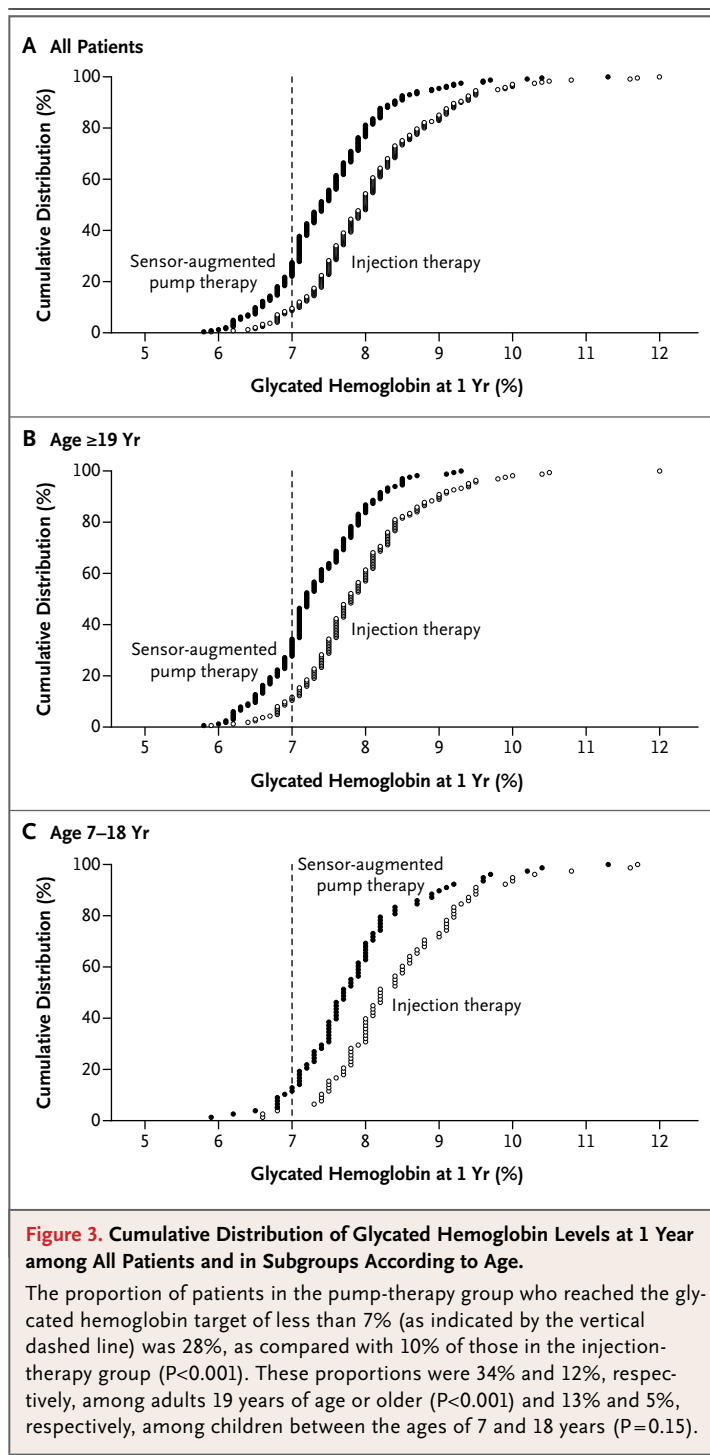 A All Patients
Cumulative Distribution (%)
100
80
60
40
20
0
Sensor-augmented
pump therapy
Injection therapy
5 6 7 8 9 10 11 12
Glycated Hemoglobin at 1 Yr (%)
B Age ≥19 Yr
Cumulative Distribution (%)
100
80
60
40
20
0
Sensor-augmented
pump therapy
Injection therapy
5 6 7 8 9 10 11 12
Glycated Hemoglobin at 1 Yr (%)
C Age 7–18 Yr
Cumulative Distribution (%)
100
80
60
40
20
0
Sensor-augmented
pump therapy
Injection therapy
5 6 7 8 9 10 11 12
Glycated Hemoglobin at 1 Yr (%)
Figure 3. Cumulative Distribution of Glycated Hemoglobin Levels at 1 Year
among All Patients and in Subgroups According to Age.
The proportion of patients in the pump-therapy group who reached the gly-
cated hemoglobin target of less than 7% (as indicated by the vertical
dashed line) was 28%, as compared with 10% of those in the injection-
therapy group (P<0.001). These proportions were 34% and 12%, respec-
tively, among adults 19 years of age or older (P<0.001) and 13% and 5%,
respectively, among children between the ages of 7 and 18 years (P=0.15).